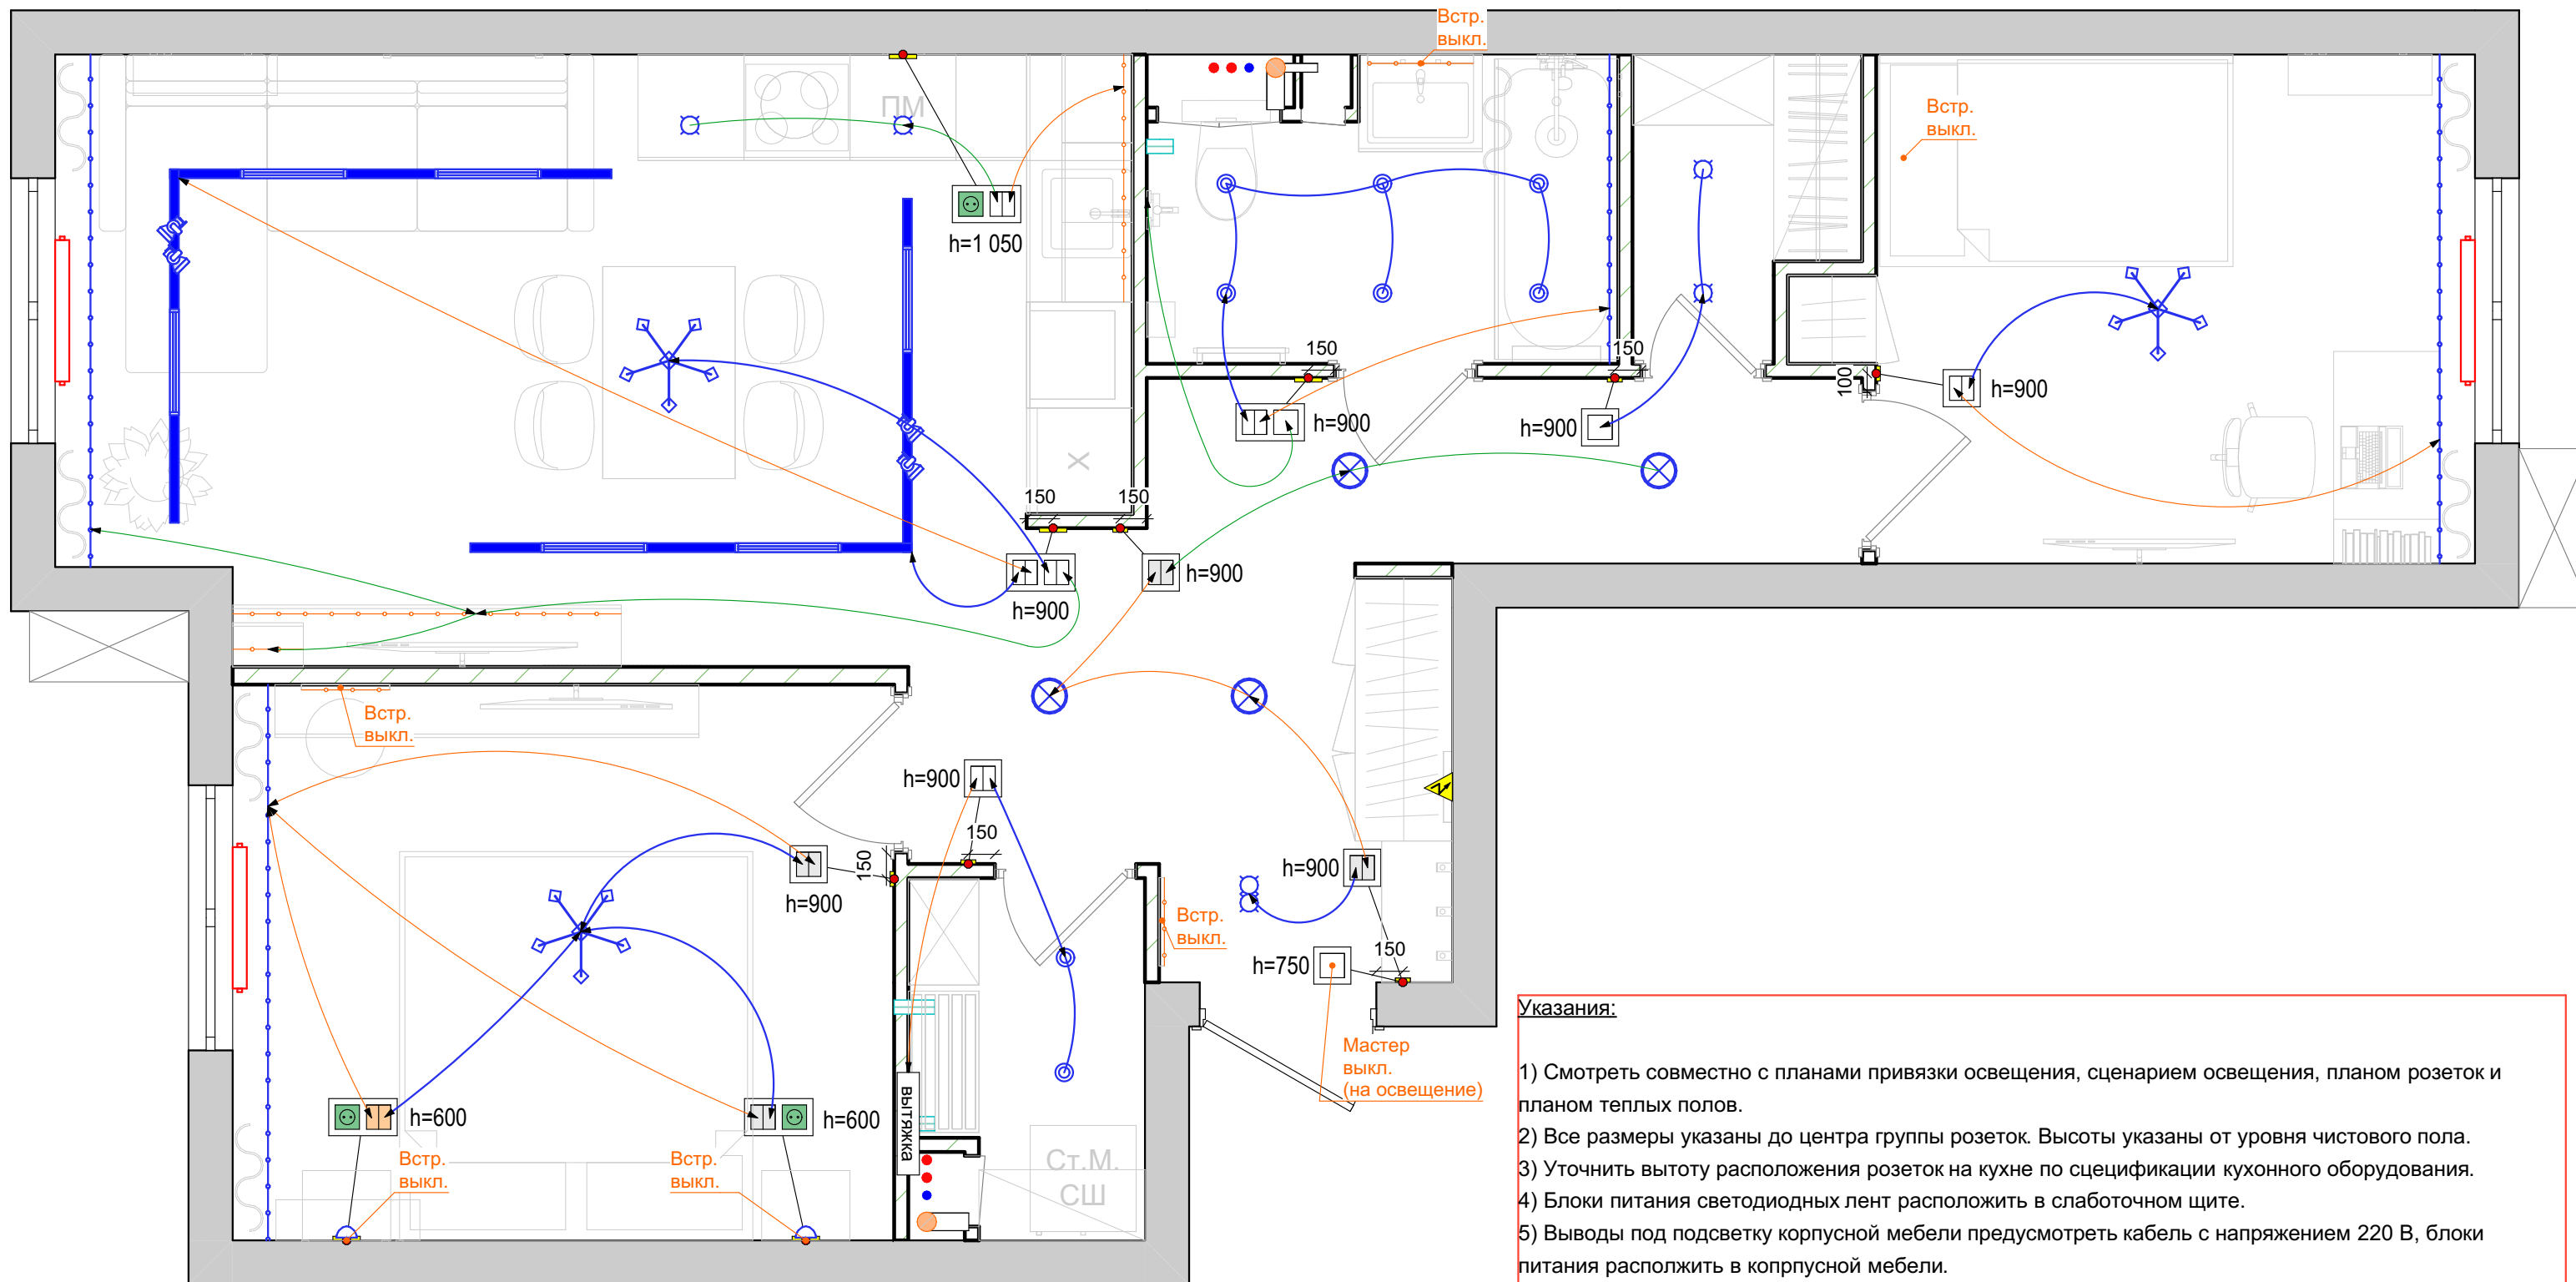 Встр.
выкл.
ПМ
Встр.
выкл.
h=1 050
150
150
100
h=900
h=900
h=900
X
150
150
h=900
h=900
Встр.
выкл.
h=900
150
150
h=900
h=900
Встр.
выкл.
150
h=750
Мастер
выкл.
(на освещение)
h=600
h=600
вытяжка
Встр.
выкл.
Встр.
выкл.
Ст.М.
СШ
Указания:
1) Смотреть совместно с планами привязки освещения, сценарием освещения, планом розеток и
планом теплых полов.
2) Все размеры указаны до центра группы розеток. Высоты указаны от уровня чистового пола.
3) Уточнить вытоту расположения розеток на кухне по сцецификации кухонного оборудования.
4) Блоки питания светодиодных лент расположить в слаботочном щите.
5) Выводы под подсветку корпусной мебели предусмотреть кабель с напряжением 220 В, блоки
питания располжить в копрпусной мебели.